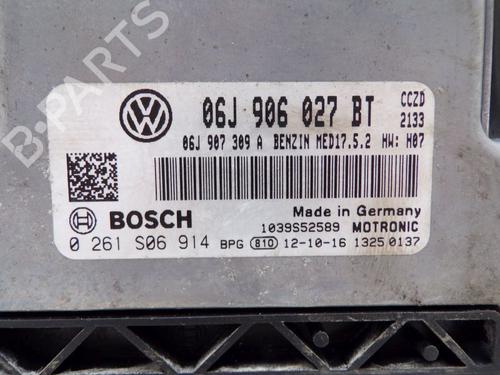 06J 906 027 BT CCZD
2133
06J 907 309 A BENZIN MED17.5.2 HW: H07
BOSCH
Made in Germany
1039S52589 MOTRONIC
0 261 S06 914 BPG 810 12-10-16 1325 0137
B-PARTS